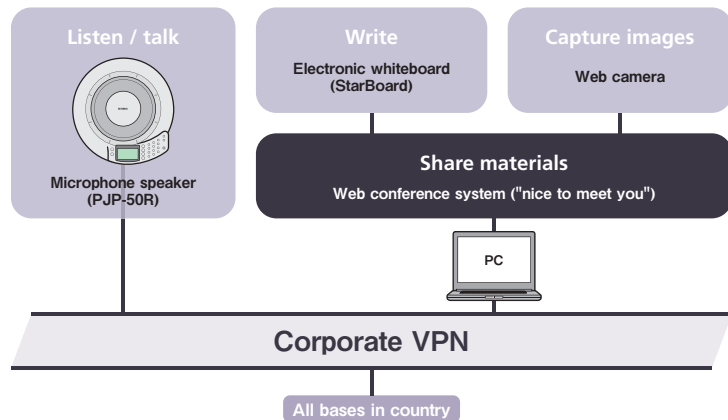 Listen / talk
Microphone speaker
(PJP-50R)
Write
Electronic whiteboard
(StarBoard)
Capture images
Web camera
Share materials
Web conference system ("nice to meet you")
PC
Corporate VPN
All bases in country